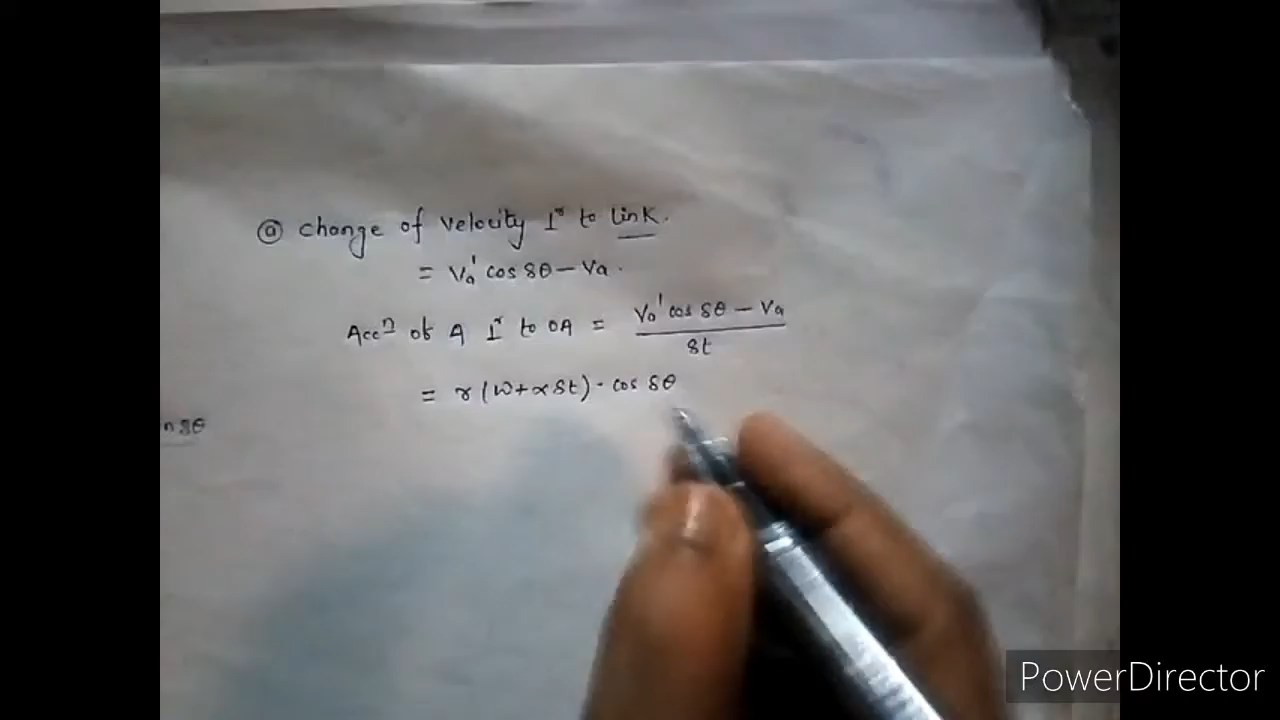 ⓐ change of velocity ⊥r to link.
= Va' cos δθ − Va.
Accn of A ⊥r to OA = Va' cos δθ − Va / δt
= r (ω + α δt) · cos δθ
n δθ
PowerDirector